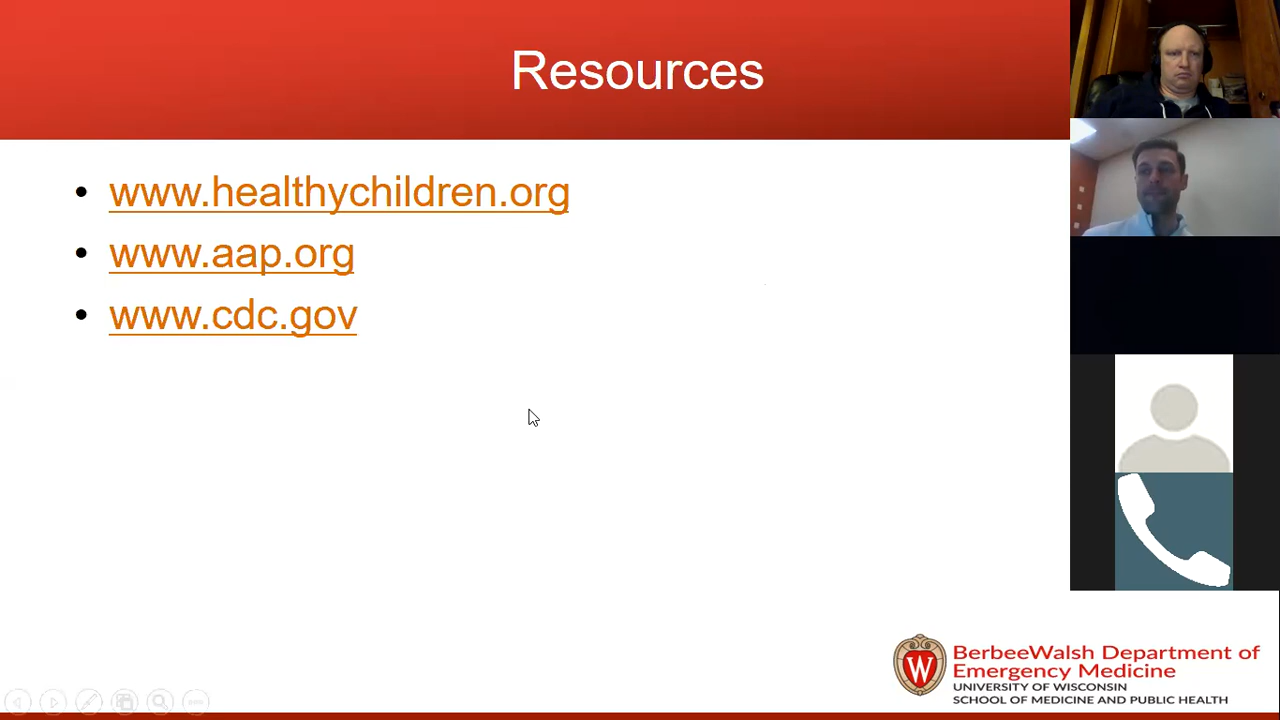 Resources
• www.healthychildren.org
• www.aap.org
• www.cdc.gov
W
BerbeeWalsh Department of
Emergency Medicine
UNIVERSITY OF WISCONSIN
SCHOOL OF MEDICINE AND PUBLIC HEALTH